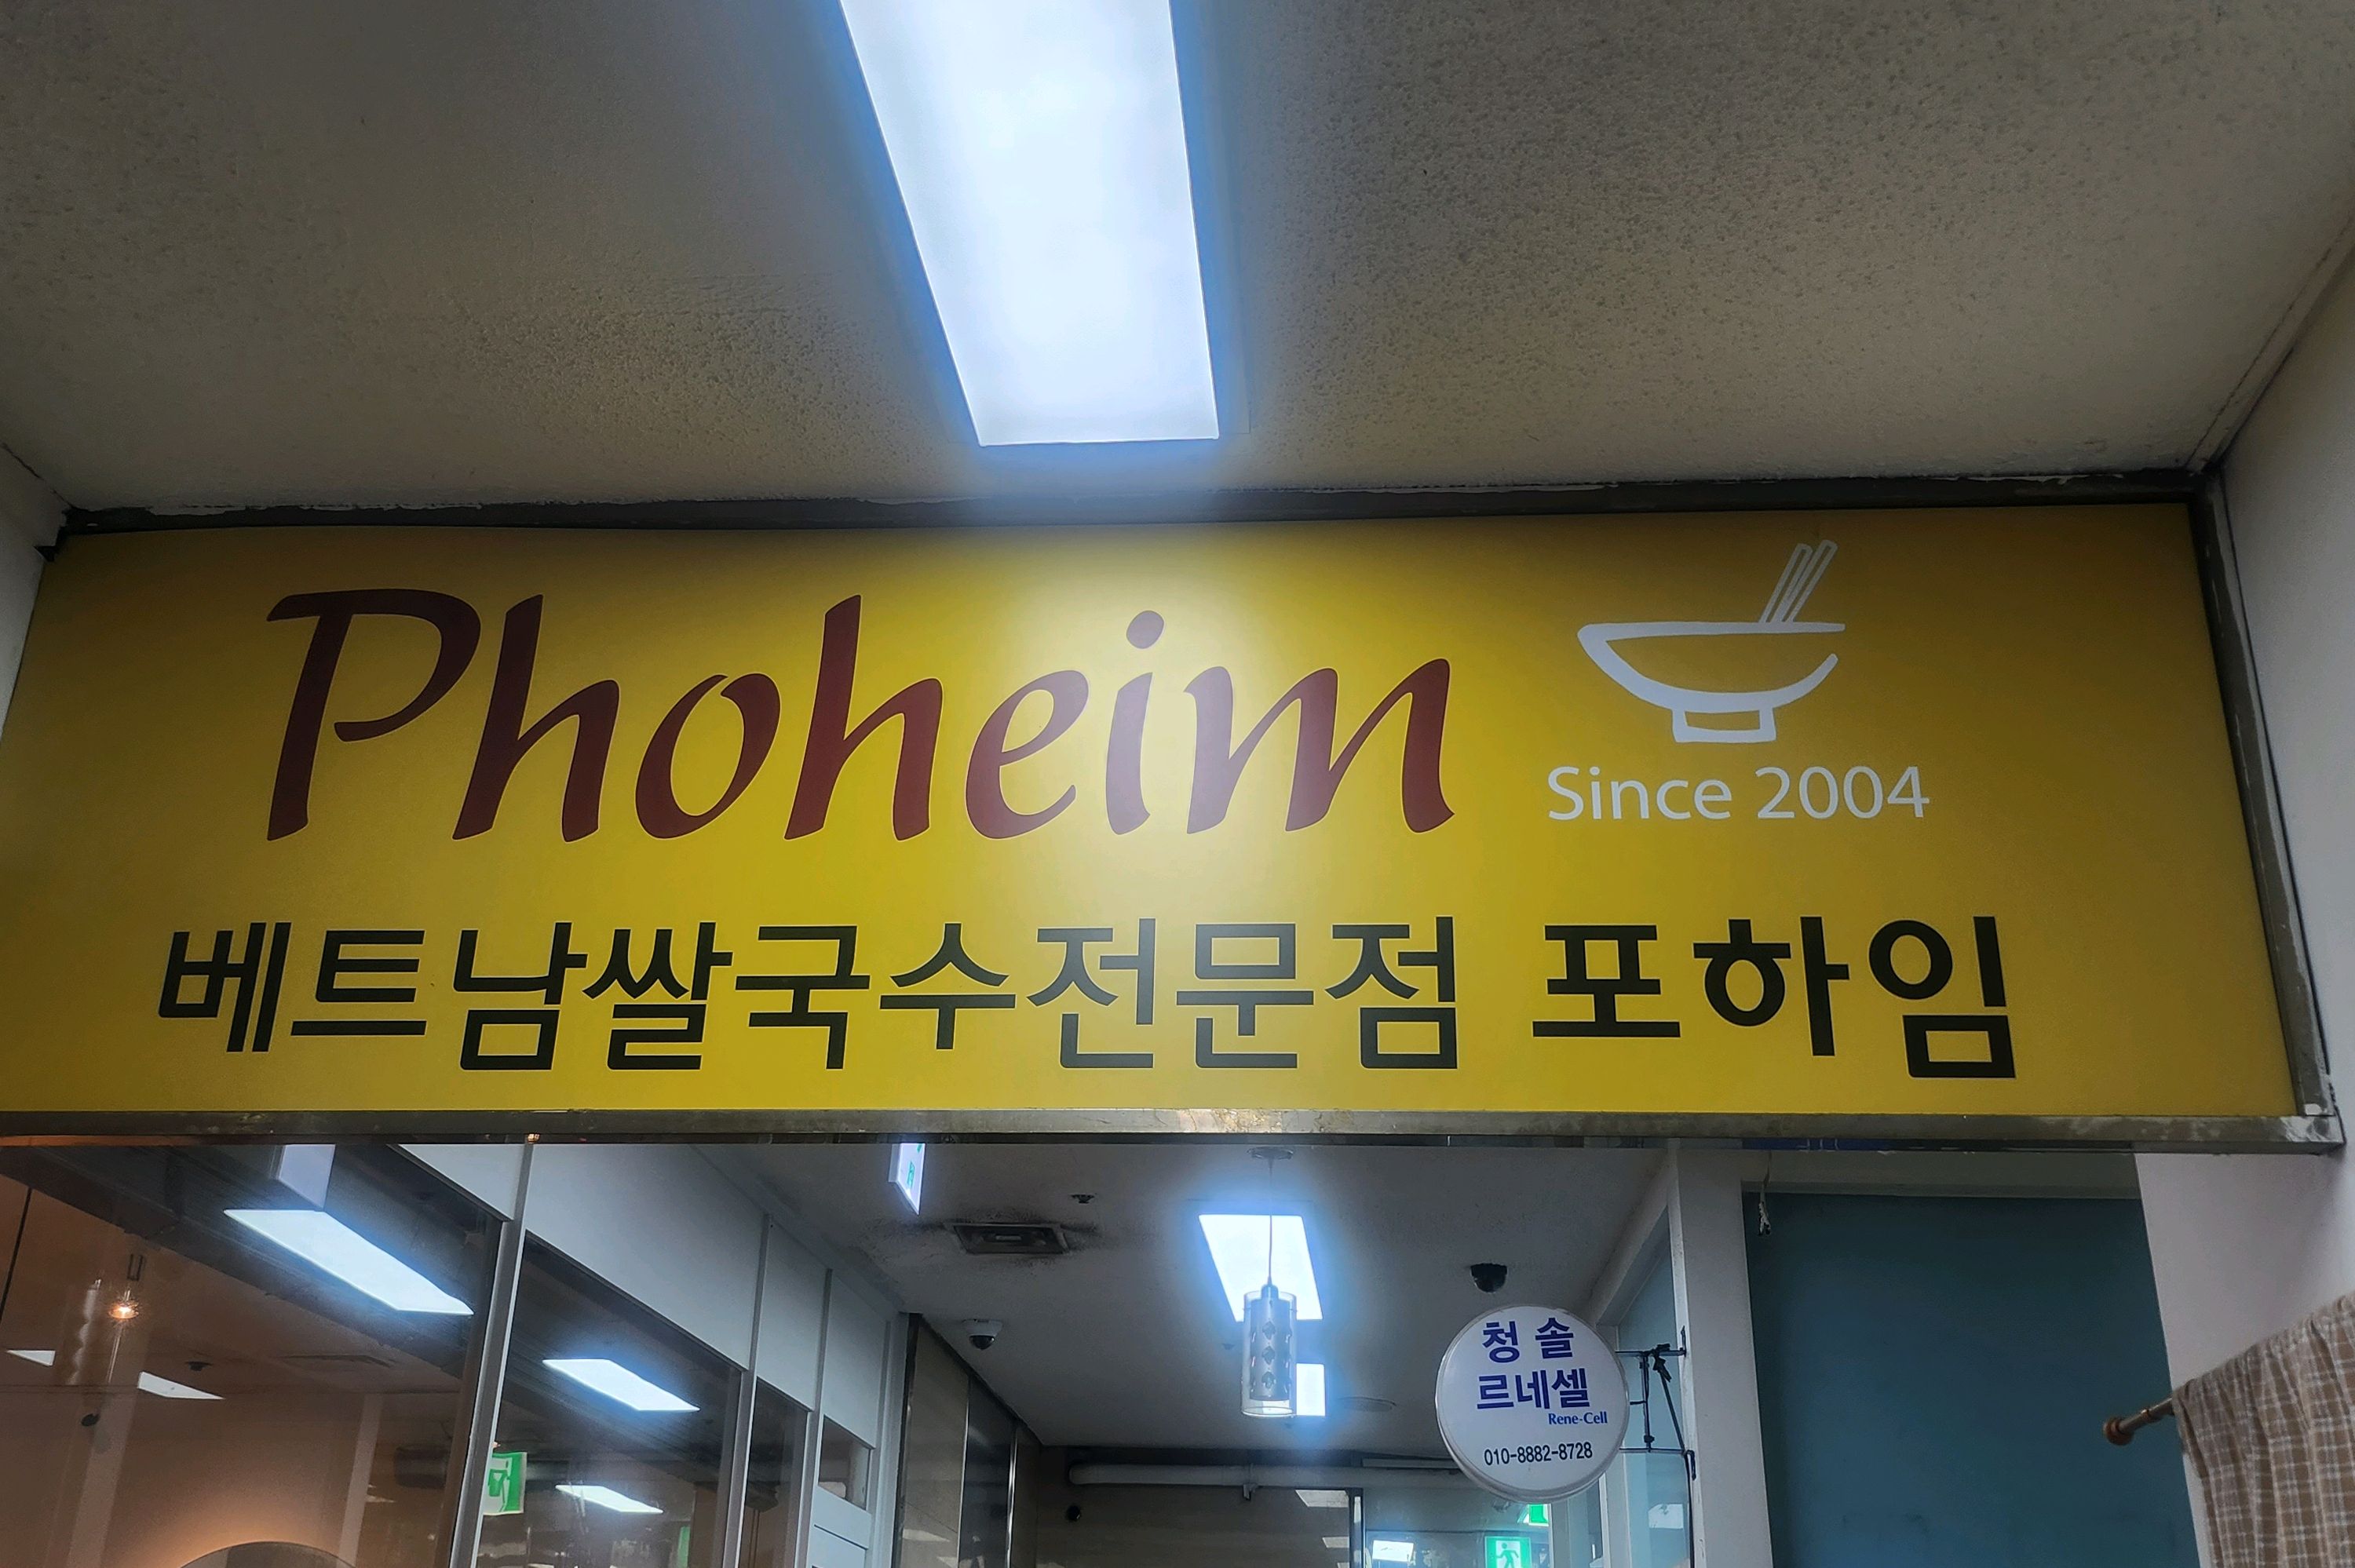 Phoheim
Since 2004
베트남쌀국수전문점 포하임
청솔
르네셀
Rene-Cell
010-8882-8728